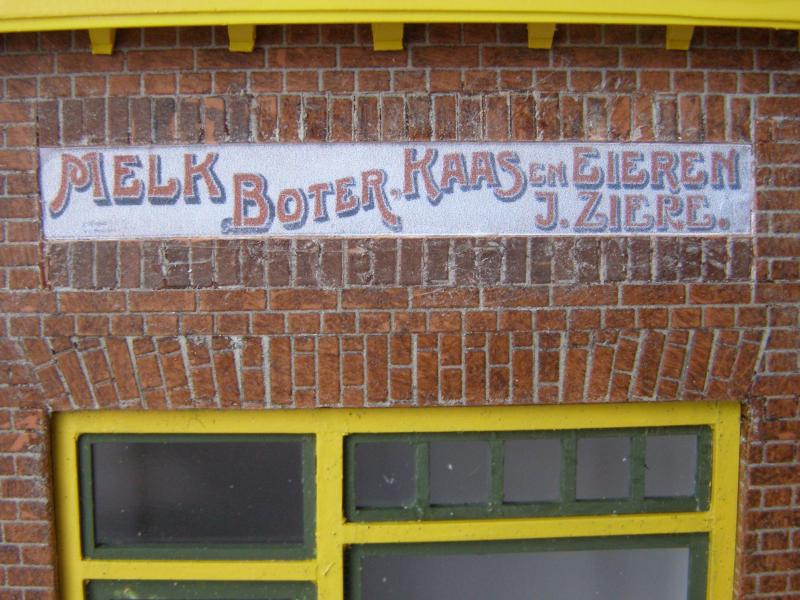 MELK BOTER, KAAS EN EIEREN
J. ZIERE.